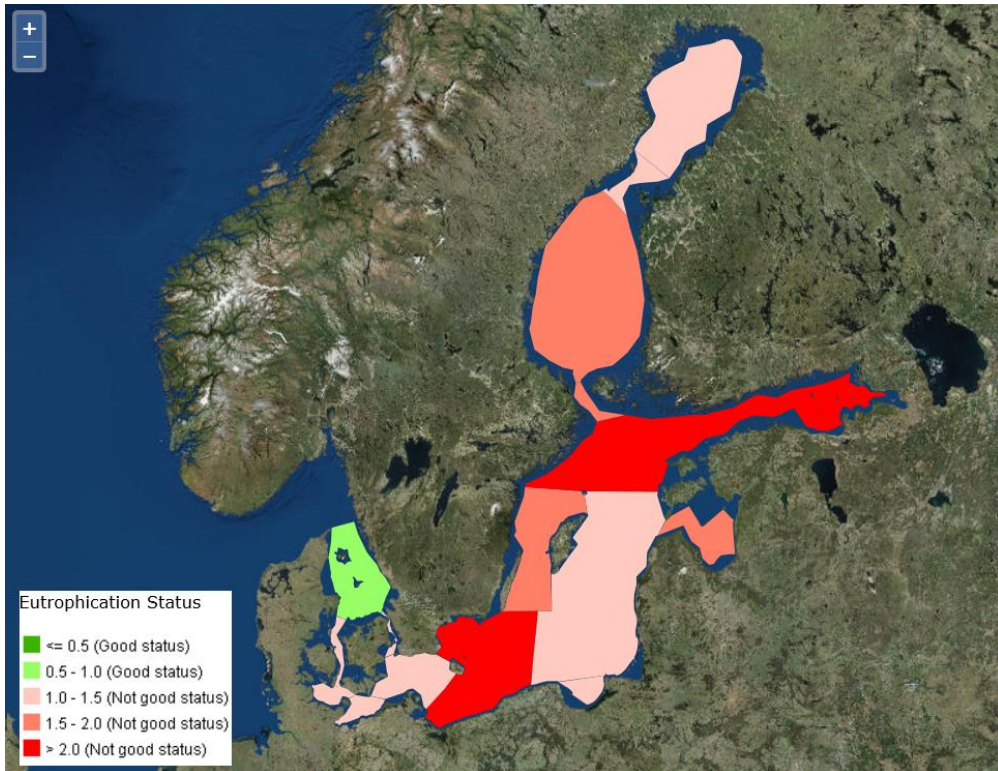 +
−
Eutrophication Status
<= 0.5 (Good status)
0.5 - 1.0 (Good status)
1.0 - 1.5 (Not good status)
1.5 - 2.0 (Not good status)
> 2.0 (Not good status)